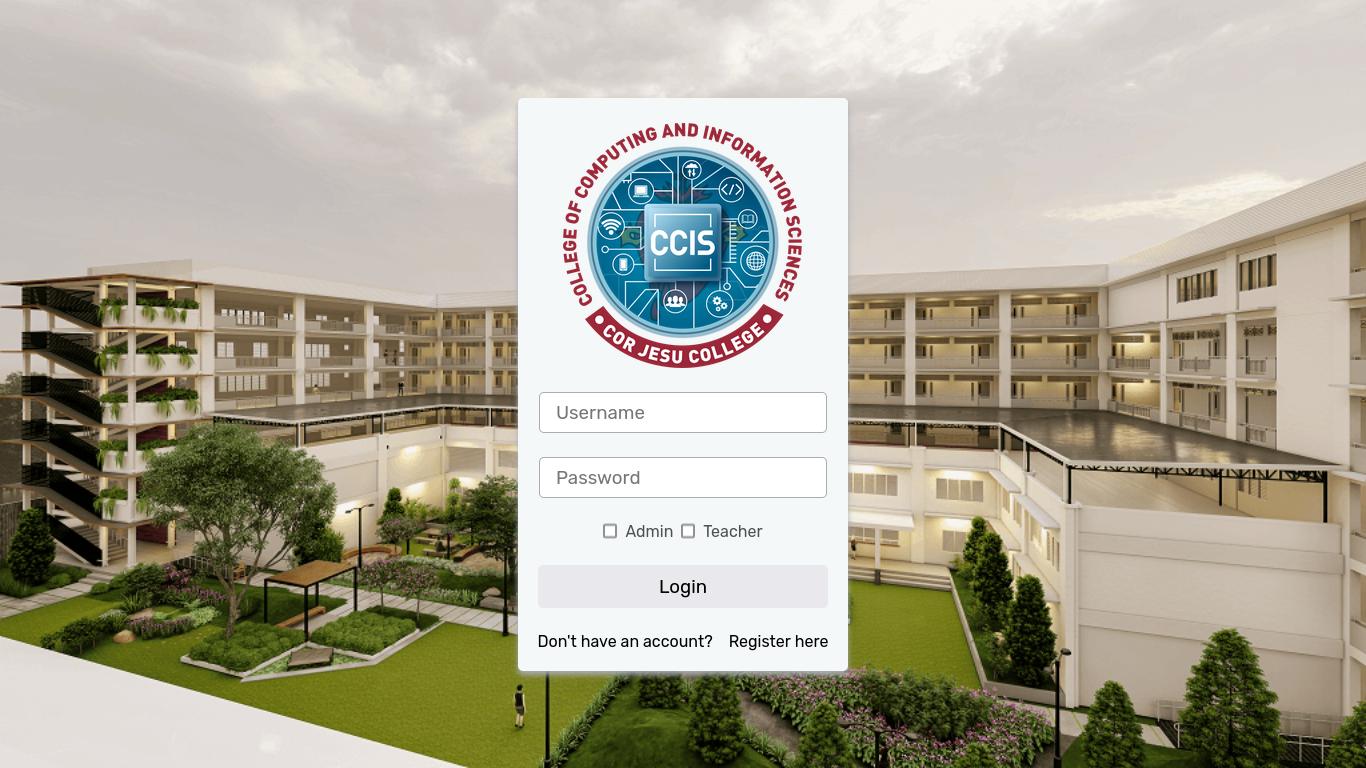 COLLEGE OF COMPUTING AND INFORMATION SCIENCES
</>
CCIS
COR JESU COLLEGE
Username
Password
Admin Teacher
Login
Don't have an account? Register here